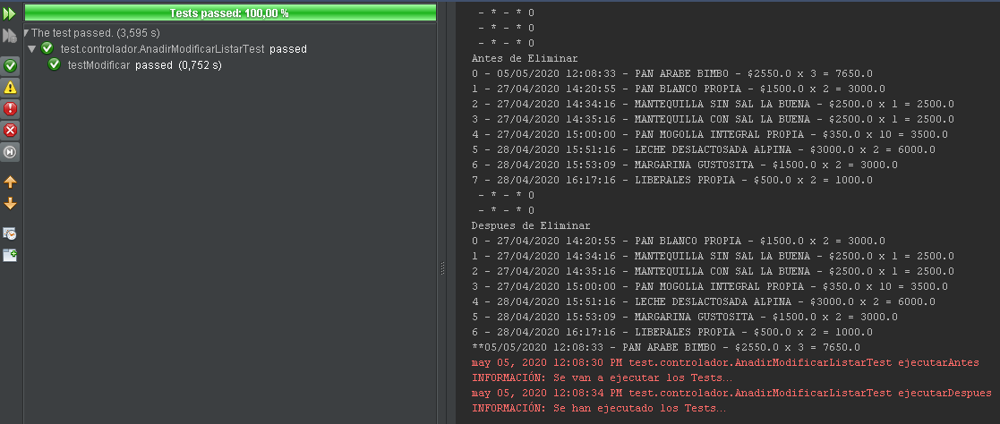 Tests passed: 100,00 %
The test passed. (3,595 s)
test.controlador.AnadirModificarListarTest passed
testModificar passed (0,752 s)
- * - * 0
- * - * 0
- * - * 0
Antes de Eliminar
0 - 05/05/2020 12:08:33 - PAN ARABE BIMBO - $2550.0 x 3 = 7650.0
1 - 27/04/2020 14:20:55 - PAN BLANCO PROPIA - $1500.0 x 2 = 3000.0
2 - 27/04/2020 14:34:16 - MANTEQUILLA SIN SAL LA BUENA - $2500.0 x 1 = 2500.0
3 - 27/04/2020 14:35:16 - MANTEQUILLA CON SAL LA BUENA - $2500.0 x 1 = 2500.0
4 - 27/04/2020 15:00:00 - PAN MOGOLLA INTEGRAL PROPIA - $350.0 x 10 = 3500.0
5 - 28/04/2020 15:51:16 - LECHE DESLACTOSADA ALPINA - $3000.0 x 2 = 6000.0
6 - 28/04/2020 15:53:09 - MARGARINA GUSTOSITA - $1500.0 x 2 = 3000.0
7 - 28/04/2020 16:17:16 - LIBERALES PROPIA - $500.0 x 2 = 1000.0
- * - * 0
- * - * 0
Despues de Eliminar
0 - 27/04/2020 14:20:55 - PAN BLANCO PROPIA - $1500.0 x 2 = 3000.0
1 - 27/04/2020 14:34:16 - MANTEQUILLA SIN SAL LA BUENA - $2500.0 x 1 = 2500.0
2 - 27/04/2020 14:35:16 - MANTEQUILLA CON SAL LA BUENA - $2500.0 x 1 = 2500.0
3 - 27/04/2020 15:00:00 - PAN MOGOLLA INTEGRAL PROPIA - $350.0 x 10 = 3500.0
4 - 28/04/2020 15:51:16 - LECHE DESLACTOSADA ALPINA - $3000.0 x 2 = 6000.0
5 - 28/04/2020 15:53:09 - MARGARINA GUSTOSITA - $1500.0 x 2 = 3000.0
6 - 28/04/2020 16:17:16 - LIBERALES PROPIA - $500.0 x 2 = 1000.0
**05/05/2020 12:08:33 - PAN ARABE BIMBO - $2550.0 x 3 = 7650.0
may 05, 2020 12:08:30 PM test.controlador.AnadirModificarListarTest ejecutarAntes
INFORMACIÓN: Se van a ejecutar los Tests...
may 05, 2020 12:08:34 PM test.controlador.AnadirModificarListarTest ejecutarDespues
INFORMACIÓN: Se han ejecutado los Tests...